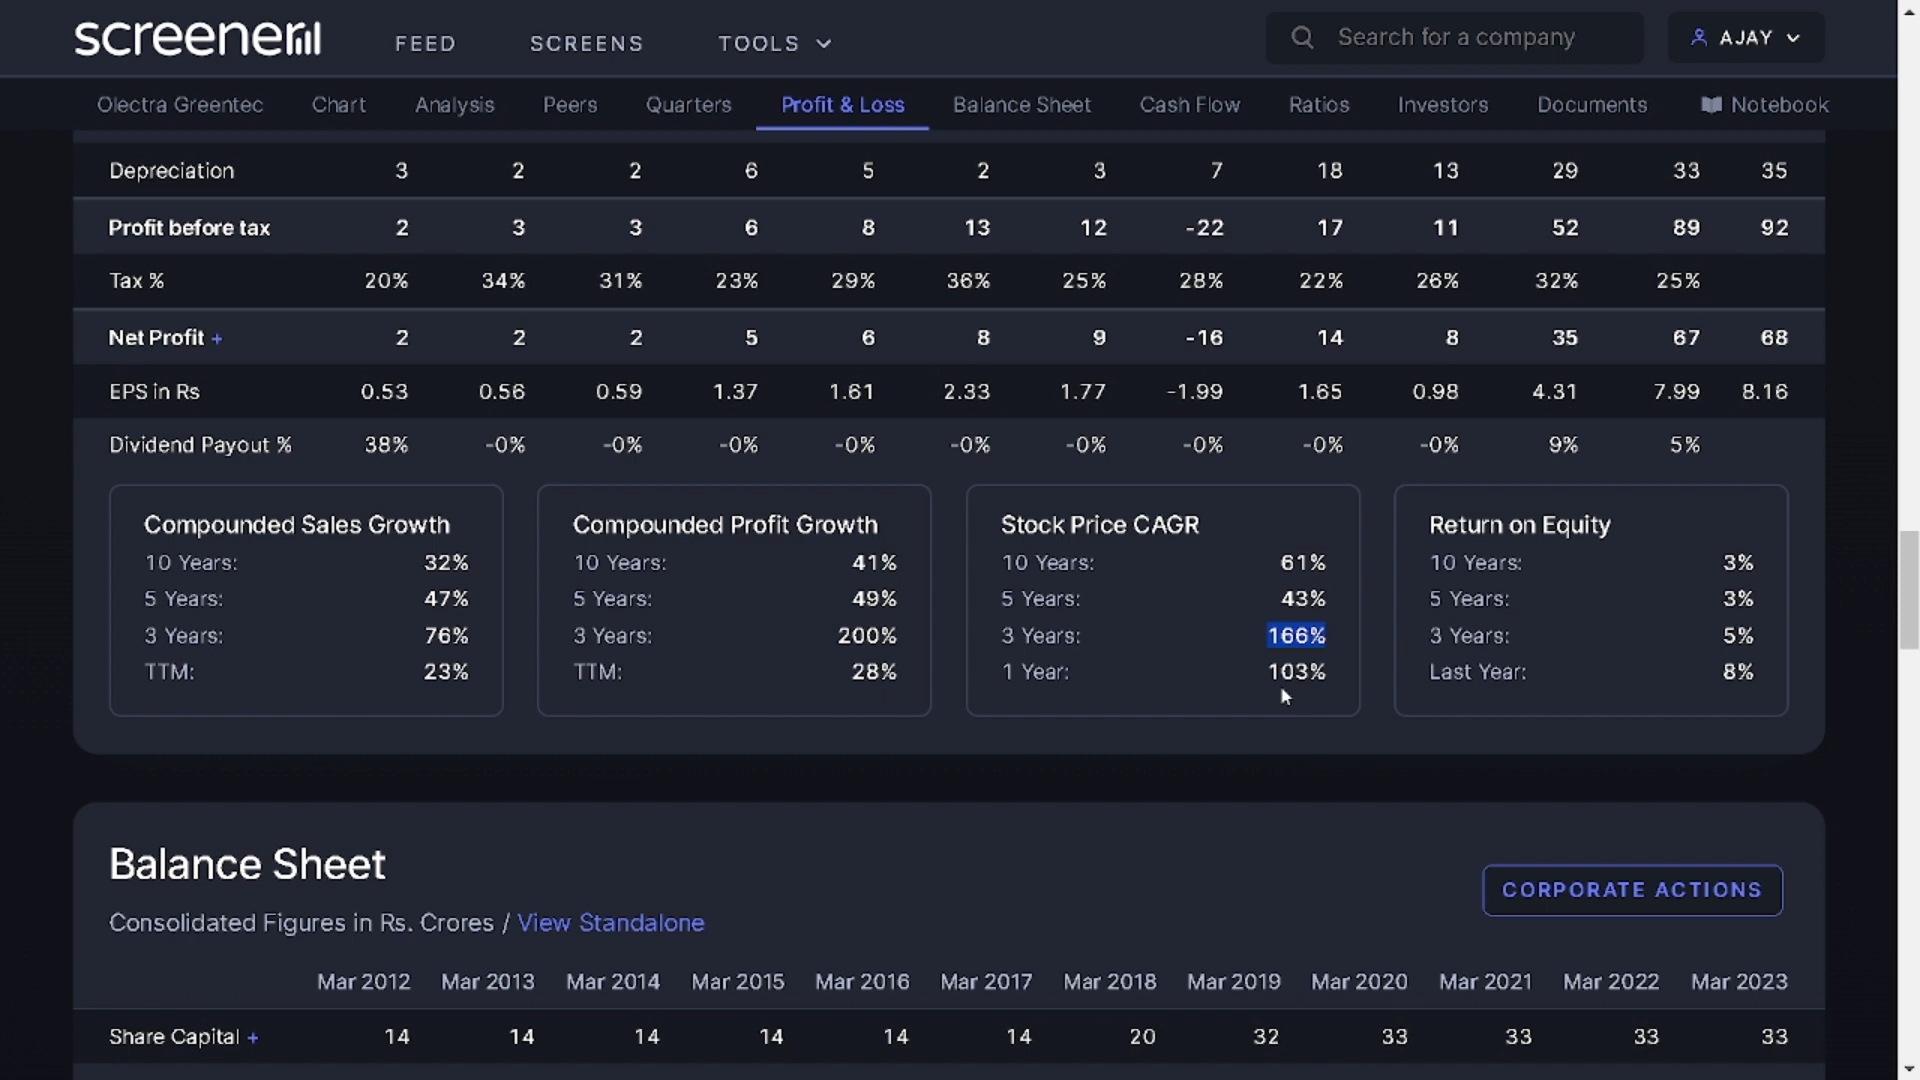 screener
FEED SCREENS TOOLS Search for a company AJAY
Olectra Greentec Chart Analysis Peers Quarters Profit & Loss Balance Sheet Cash Flow Ratios Investors Documents Notebook
Depreciation 3 2 2 6 5 2 3 7 18 13 29 33 35
Profit before tax 2 3 3 6 8 13 12 -22 17 11 52 89 92
Tax % 20% 34% 31% 23% 29% 36% 25% 28% 22% 26% 32% 25%
Net Profit + 2 2 2 5 6 8 9 -16 14 8 35 67 68
EPS in Rs 0.53 0.56 0.59 1.37 1.61 2.33 1.77 -1.99 1.65 0.98 4.31 7.99 8.16
Dividend Payout % 38% -0% -0% -0% -0% -0% -0% -0% -0% -0% 9% 5%
Compounded Sales Growth
10 Years: 32%
5 Years: 47%
3 Years: 76%
TTM: 23%
Compounded Profit Growth
10 Years: 41%
5 Years: 49%
3 Years: 200%
TTM: 28%
Stock Price CAGR
10 Years: 61%
5 Years: 43%
3 Years: 166%
1 Year: 103%
Return on Equity
10 Years: 3%
5 Years: 3%
3 Years: 5%
Last Year: 8%
Balance Sheet
CORPORATE ACTIONS
Consolidated Figures in Rs. Crores / View Standalone
Mar 2012 Mar 2013 Mar 2014 Mar 2015 Mar 2016 Mar 2017 Mar 2018 Mar 2019 Mar 2020 Mar 2021 Mar 2022 Mar 2023
Share Capital + 14 14 14 14 14 14 20 32 33 33 33 33